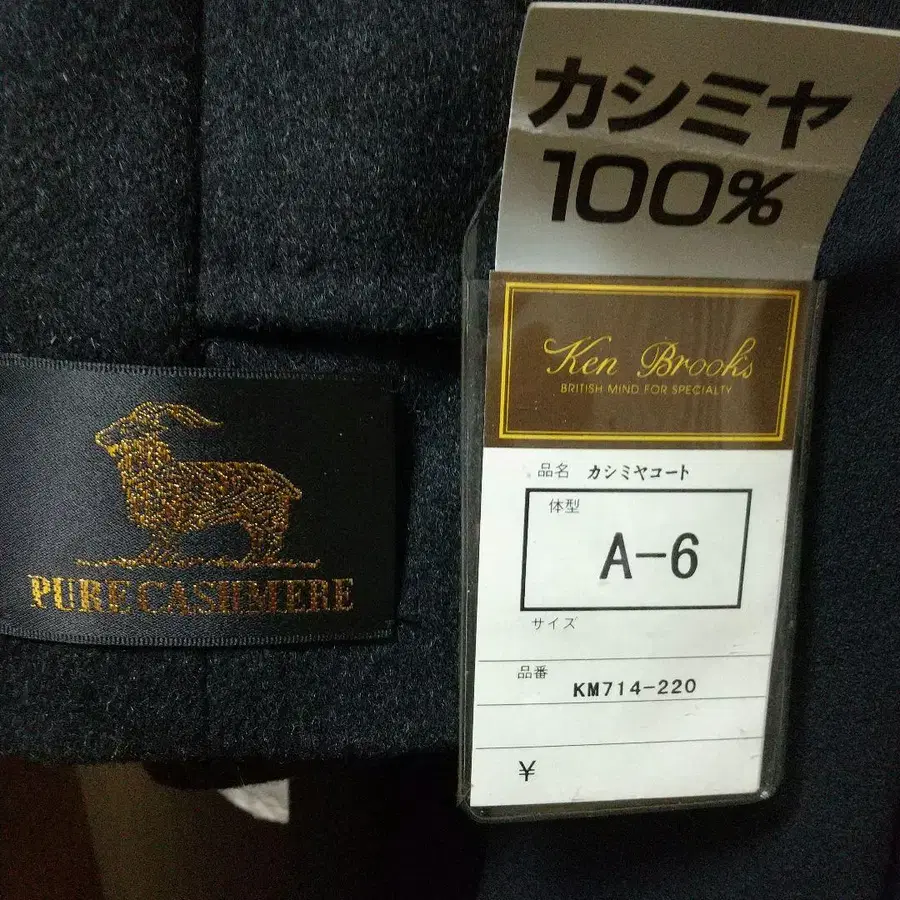 カシミヤ
100%
Ken Brooks
BRITISH MIND FOR SPECIALTY
品名 カシミヤコート
体型
A-6
サイズ
品番
KM714-220
¥
PURE CASHMERE